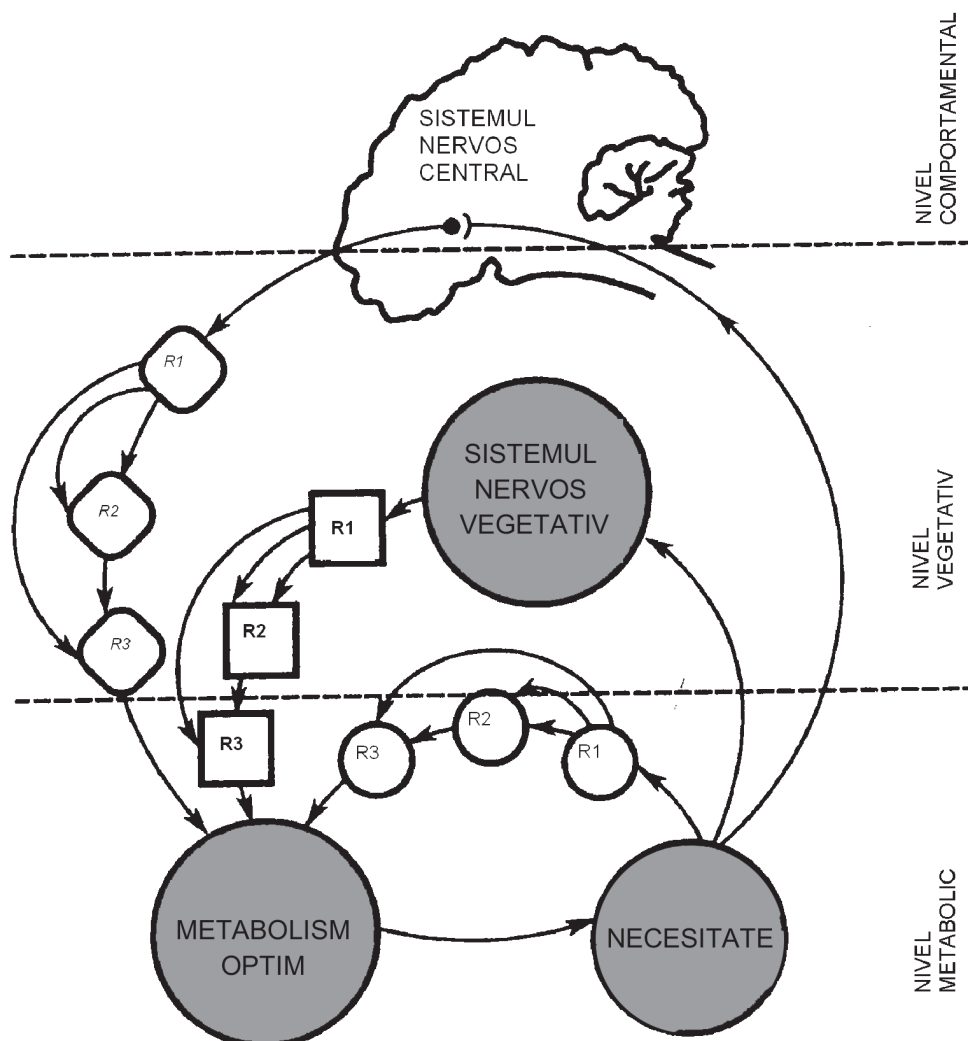 SISTEMUL
NERVOS
CENTRAL
NIVEL
COMPORTAMENTAL
R1
R2
R3
SISTEMUL
NERVOS
VEGETATIV
R1
R2
R3
NIVEL
VEGETATIV
R3
R2
R1
METABOLISM
OPTIM
NECESITATE
NIVEL
METABOLIC